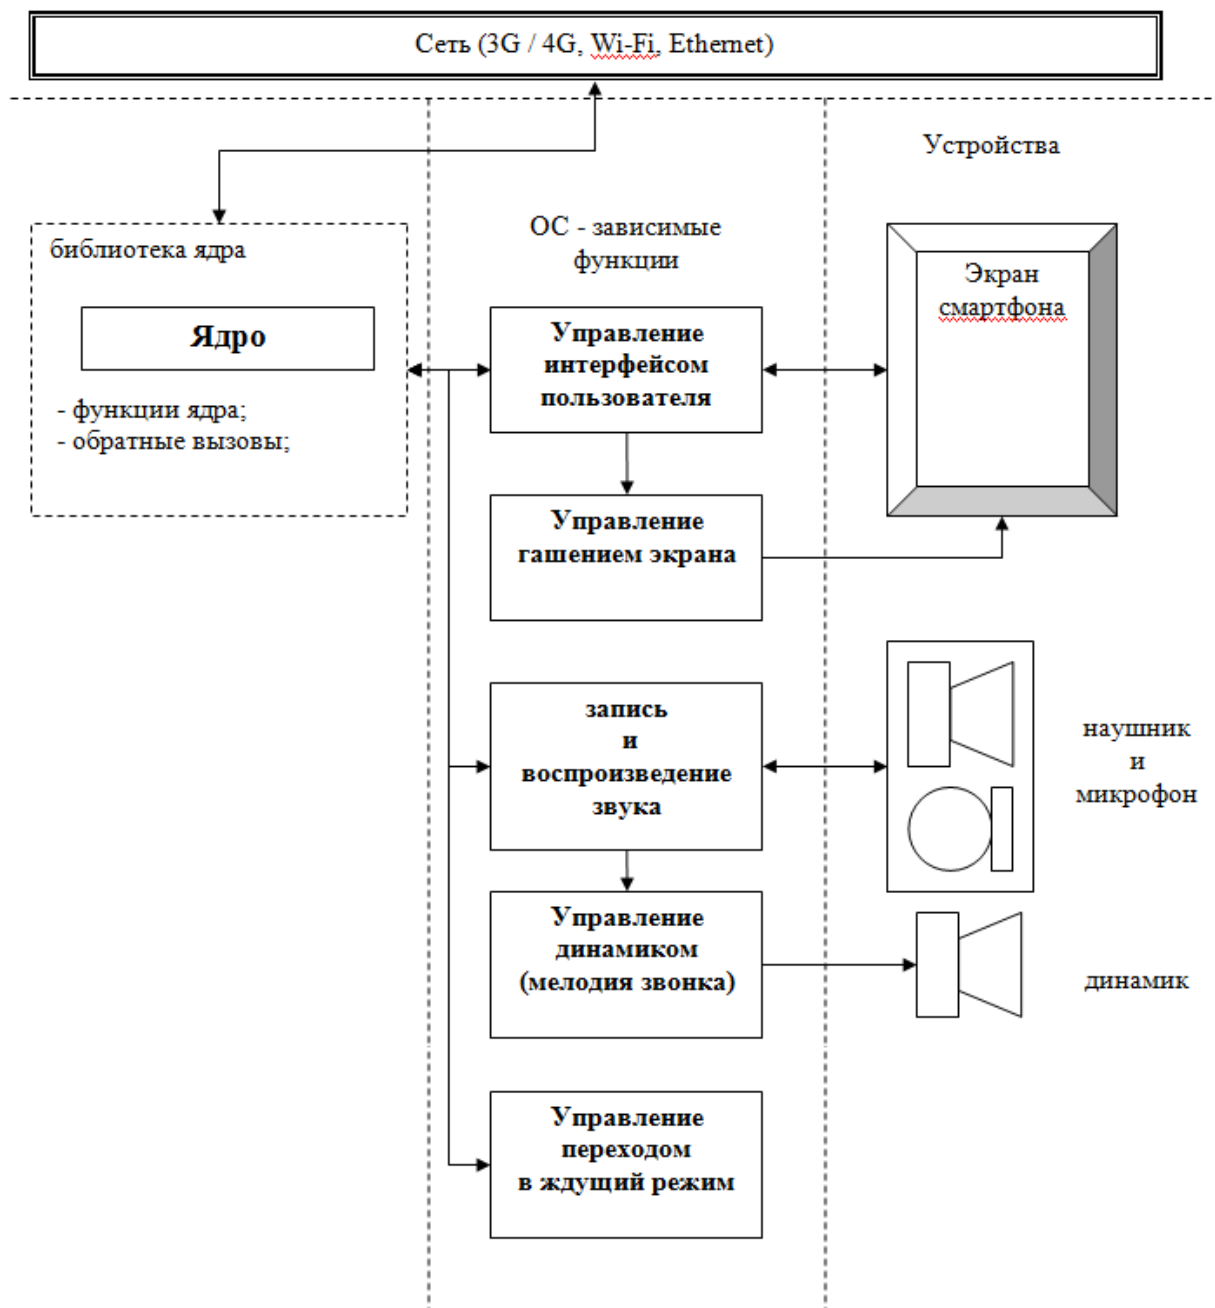 Сеть (3G / 4G, Wi-Fi, Ethernet)
Устройства
библиотека ядра
Ядро
- функции ядра;
- обратные вызовы;
ОС - зависимые
функции
Управление
интерфейсом
пользователя
Экран
смартфона
Управление
гашением экрана
запись
и
воспроизведение
звука
наушник
и
микрофон
Управление
динамиком
(мелодия звонка)
динамик
Управление
переходом
в ждущий режим